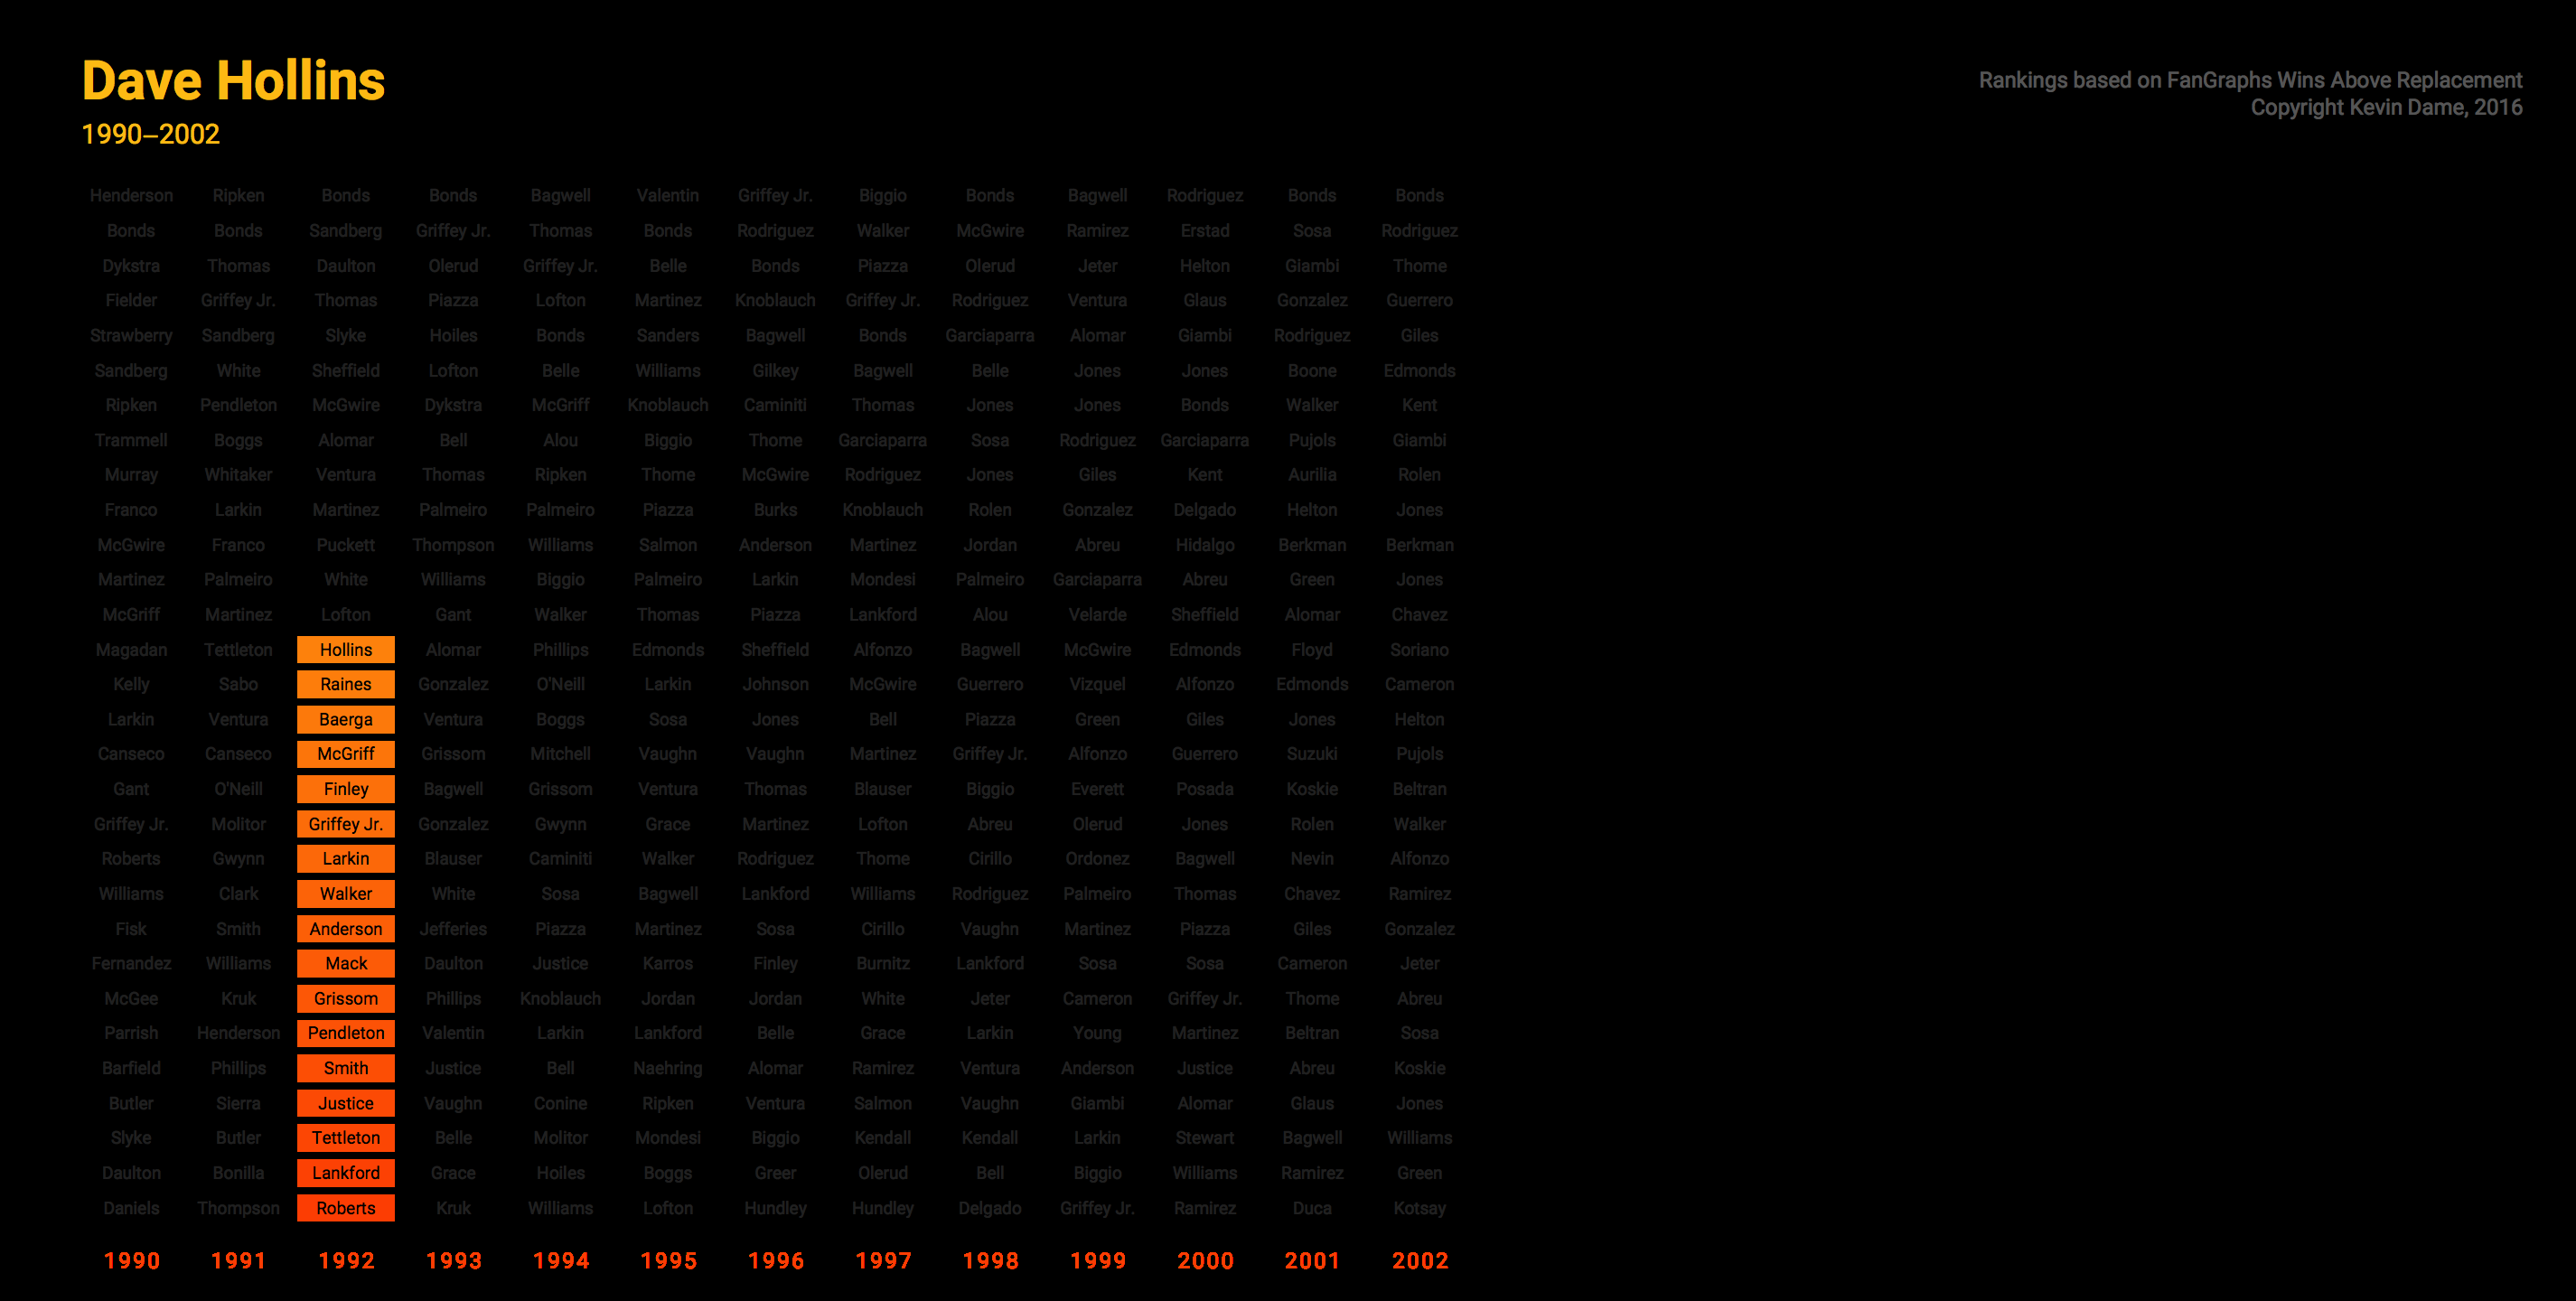 Dave Hollins
1990–2002
Rankings based on FanGraphs Wins Above Replacement
Copyright Kevin Dame, 2016
Henderson Ripken Bonds Bonds Bagwell Valentin Griffey Jr. Biggio Bonds Bagwell Rodriguez Bonds Bonds
Bonds Bonds Sandberg Griffey Jr. Thomas Bonds Rodriguez Walker McGwire Ramirez Erstad Sosa Rodriguez
Dykstra Thomas Daulton Olerud Griffey Jr. Belle Bonds Piazza Olerud Jeter Helton Giambi Thome
Fielder Griffey Jr. Thomas Piazza Lofton Martinez Knoblauch Griffey Jr. Rodriguez Ventura Glaus Gonzalez Guerrero
Strawberry Sandberg Slyke Hoiles Bonds Sanders Bagwell Bonds Garciaparra Alomar Giambi Rodriguez Giles
Sandberg White Sheffield Lofton Belle Williams Gilkey Bagwell Belle Jones Jones Boone Edmonds
Ripken Pendleton McGwire Dykstra McGriff Knoblauch Caminiti Thomas Jones Jones Bonds Walker Kent
Trammell Boggs Alomar Bell Alou Biggio Thome Garciaparra Sosa Rodriguez Garciaparra Pujols Giambi
Murray Whitaker Ventura Thomas Ripken Thome McGwire Rodriguez Jones Giles Kent Aurilia Rolen
Franco Larkin Martinez Palmeiro Palmeiro Piazza Burks Knoblauch Rolen Gonzalez Delgado Helton Jones
McGwire Franco Puckett Thompson Williams Salmon Anderson Martinez Jordan Abreu Hidalgo Berkman Berkman
Martinez Palmeiro White Williams Biggio Palmeiro Larkin Mondesi Palmeiro Garciaparra Abreu Green Jones
McGriff Martinez Lofton Gant Walker Thomas Piazza Lankford Alou Velarde Sheffield Alomar Chavez
Magadan Tettleton Hollins Alomar Phillips Edmonds Sheffield Alfonzo Bagwell McGwire Edmonds Floyd Soriano
Kelly Sabo Raines Gonzalez O'Neill Larkin Johnson McGwire Guerrero Vizquel Alfonzo Edmonds Cameron
Larkin Ventura Baerga Ventura Boggs Sosa Jones Bell Piazza Green Giles Jones Helton
Canseco Canseco McGriff Grissom Mitchell Vaughn Vaughn Martinez Griffey Jr. Alfonzo Guerrero Suzuki Pujols
Gant O'Neill Finley Bagwell Grissom Ventura Thomas Blauser Biggio Everett Posada Koskie Beltran
Griffey Jr. Molitor Griffey Jr. Gonzalez Gwynn Grace Martinez Lofton Abreu Olerud Jones Rolen Walker
Roberts Gwynn Larkin Blauser Caminiti Walker Rodriguez Thome Cirillo Ordonez Bagwell Nevin Alfonzo
Williams Clark Walker White Sosa Bagwell Lankford Williams Rodriguez Palmeiro Thomas Chavez Ramirez
Fisk Smith Anderson Jefferies Piazza Martinez Sosa Cirillo Vaughn Martinez Piazza Giles Gonzalez
Fernandez Williams Mack Daulton Justice Karros Finley Burnitz Lankford Sosa Sosa Cameron Jeter
McGee Kruk Grissom Phillips Knoblauch Jordan Jordan White Jeter Cameron Griffey Jr. Thome Abreu
Parrish Henderson Pendleton Valentin Larkin Lankford Belle Grace Larkin Young Martinez Beltran Sosa
Barfield Phillips Smith Justice Bell Naehring Alomar Ramirez Ventura Anderson Justice Abreu Koskie
Butler Sierra Justice Vaughn Conine Ripken Ventura Salmon Vaughn Giambi Alomar Glaus Jones
Slyke Butler Tettleton Belle Molitor Mondesi Biggio Kendall Kendall Larkin Stewart Bagwell Williams
Daulton Bonilla Lankford Grace Hoiles Boggs Greer Olerud Bell Biggio Williams Ramirez Green
Daniels Thompson Roberts Kruk Williams Lofton Hundley Hundley Delgado Griffey Jr. Ramirez Duca Kotsay
1990 1991 1992 1993 1994 1995 1996 1997 1998 1999 2000 2001 2002